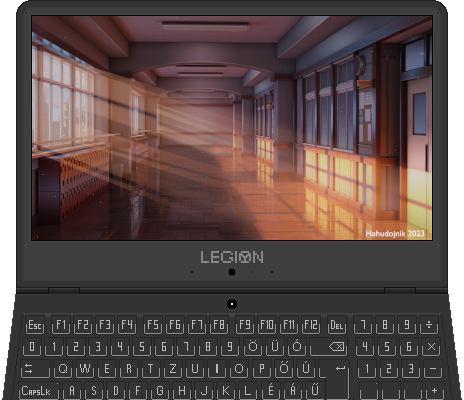 Hehudojnik 2023
LEGION
Esc F1 F2 F3 F4 F5 F6 F7 F8 F9 F10 F11 F12 DEL 7 8 9 ÷
0 1 2 3 4 5 6 7 8 9 Ö Ü Ó ⌫ 4 5 6 ×
⇆ Q W E R T Z U I O P Ő Ú ↩ 1 2 3 −
CAPSLK A S D F G H J K L É Á Ű